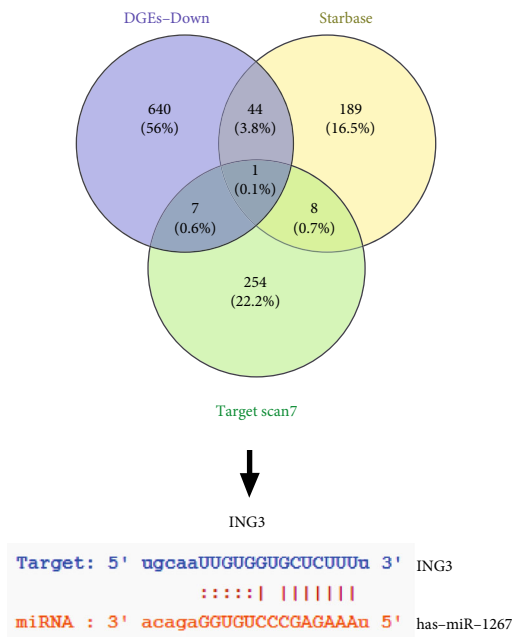 DGEs–Down
Starbase
640
(56%)
44
(3.8%)
189
(16.5%)
1
(0.1%)
7
(0.6%)
8
(0.7%)
254
(22.2%)
Target scan7
ING3
Target: 5' ugcaaUUGUGGUGCUCUUUu 3' ING3
:::::| |||||||
miRNA : 3' acagaGGUGUCCCGAGAAAu 5' has–miR–1267